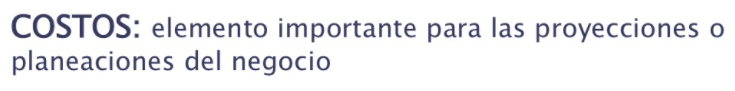 COSTOS: elemento importante para las proyecciones o
planeaciones del negocio